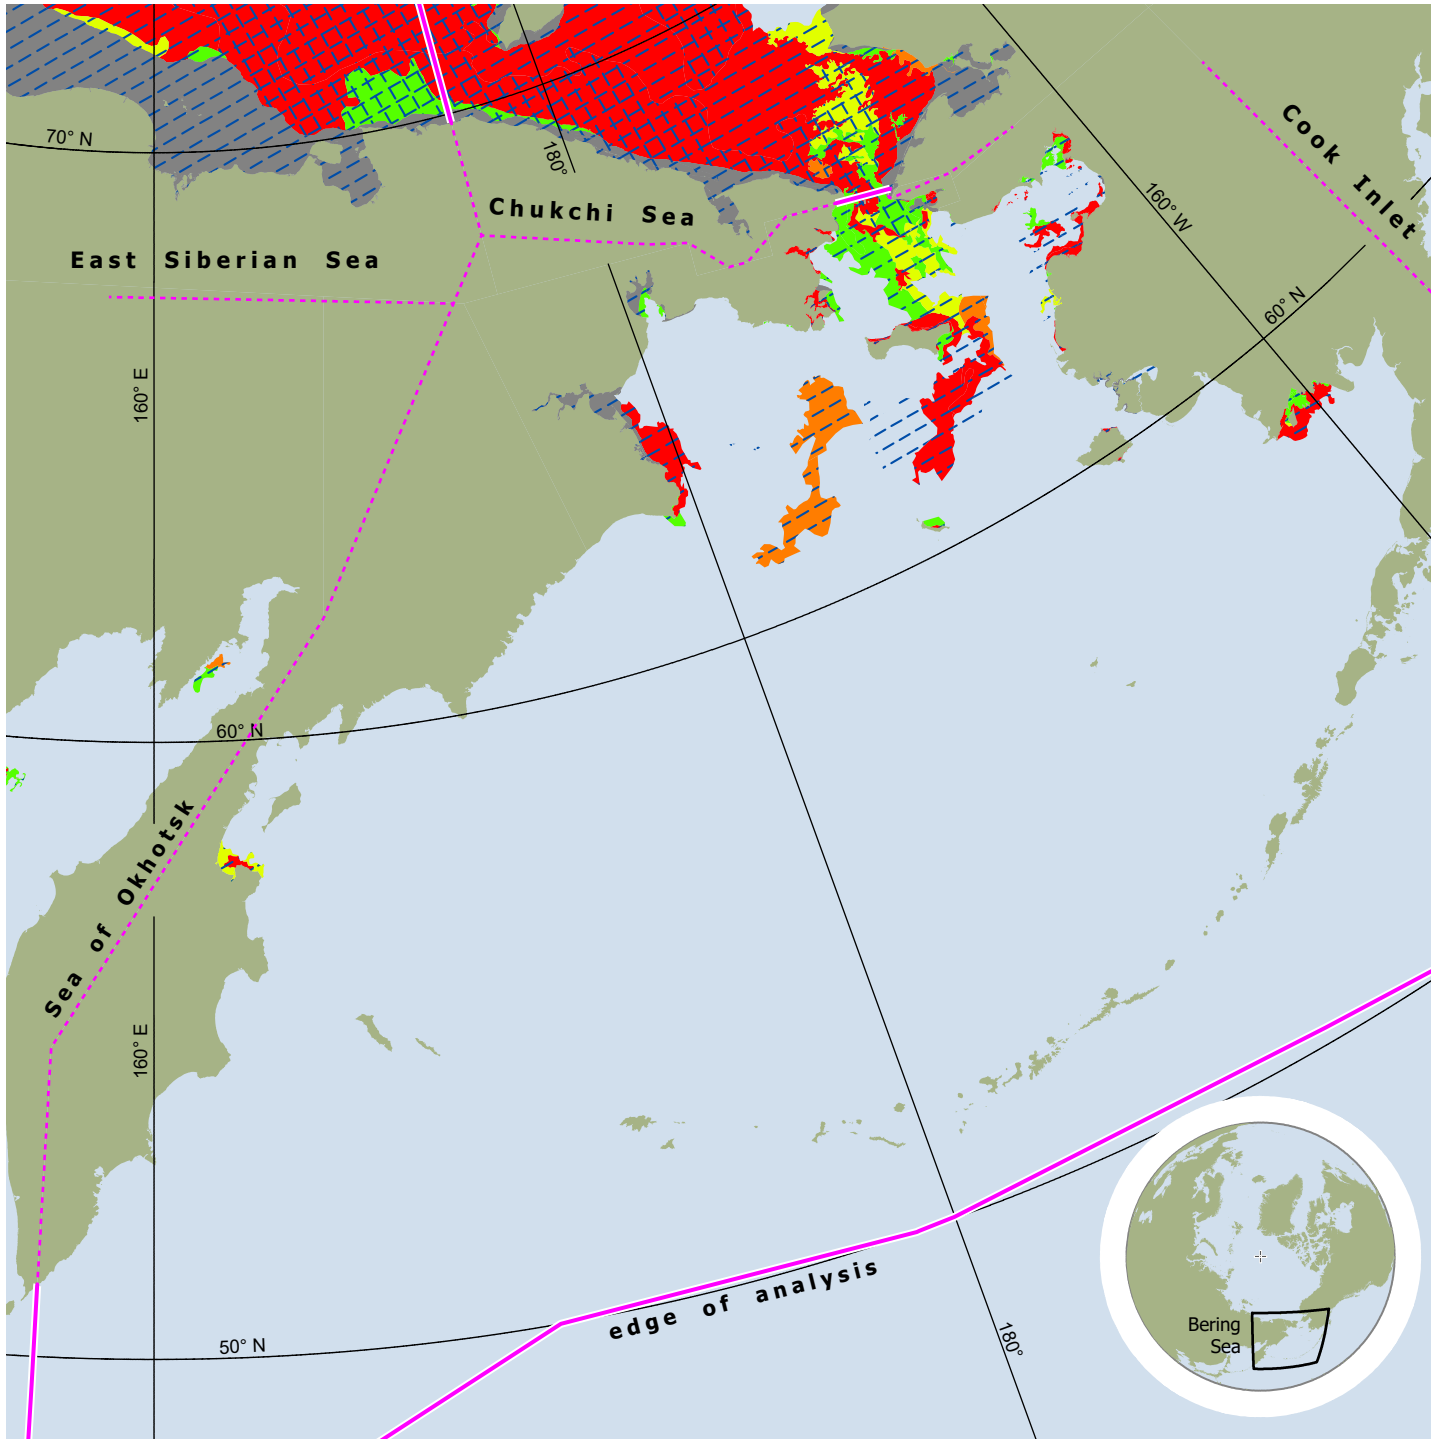 70° N
180°
Chukchi Sea
East Siberian Sea
Cook Inlet
160° W
60° N
160° E
60° N
Sea of Okhotsk
160° E
edge of analysis
50° N
180°
Bering
Sea